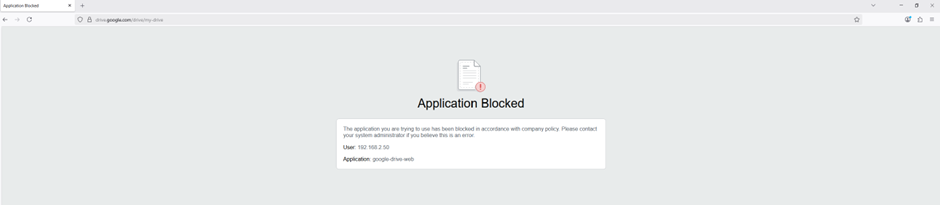 Application Blocked
drive.google.com/drive/my-drive
Application Blocked
The application you are trying to use has been blocked in accordance with company policy. Please contact
your system administrator if you believe this is an error.
User: 192.168.2.50
Application: google-drive-web